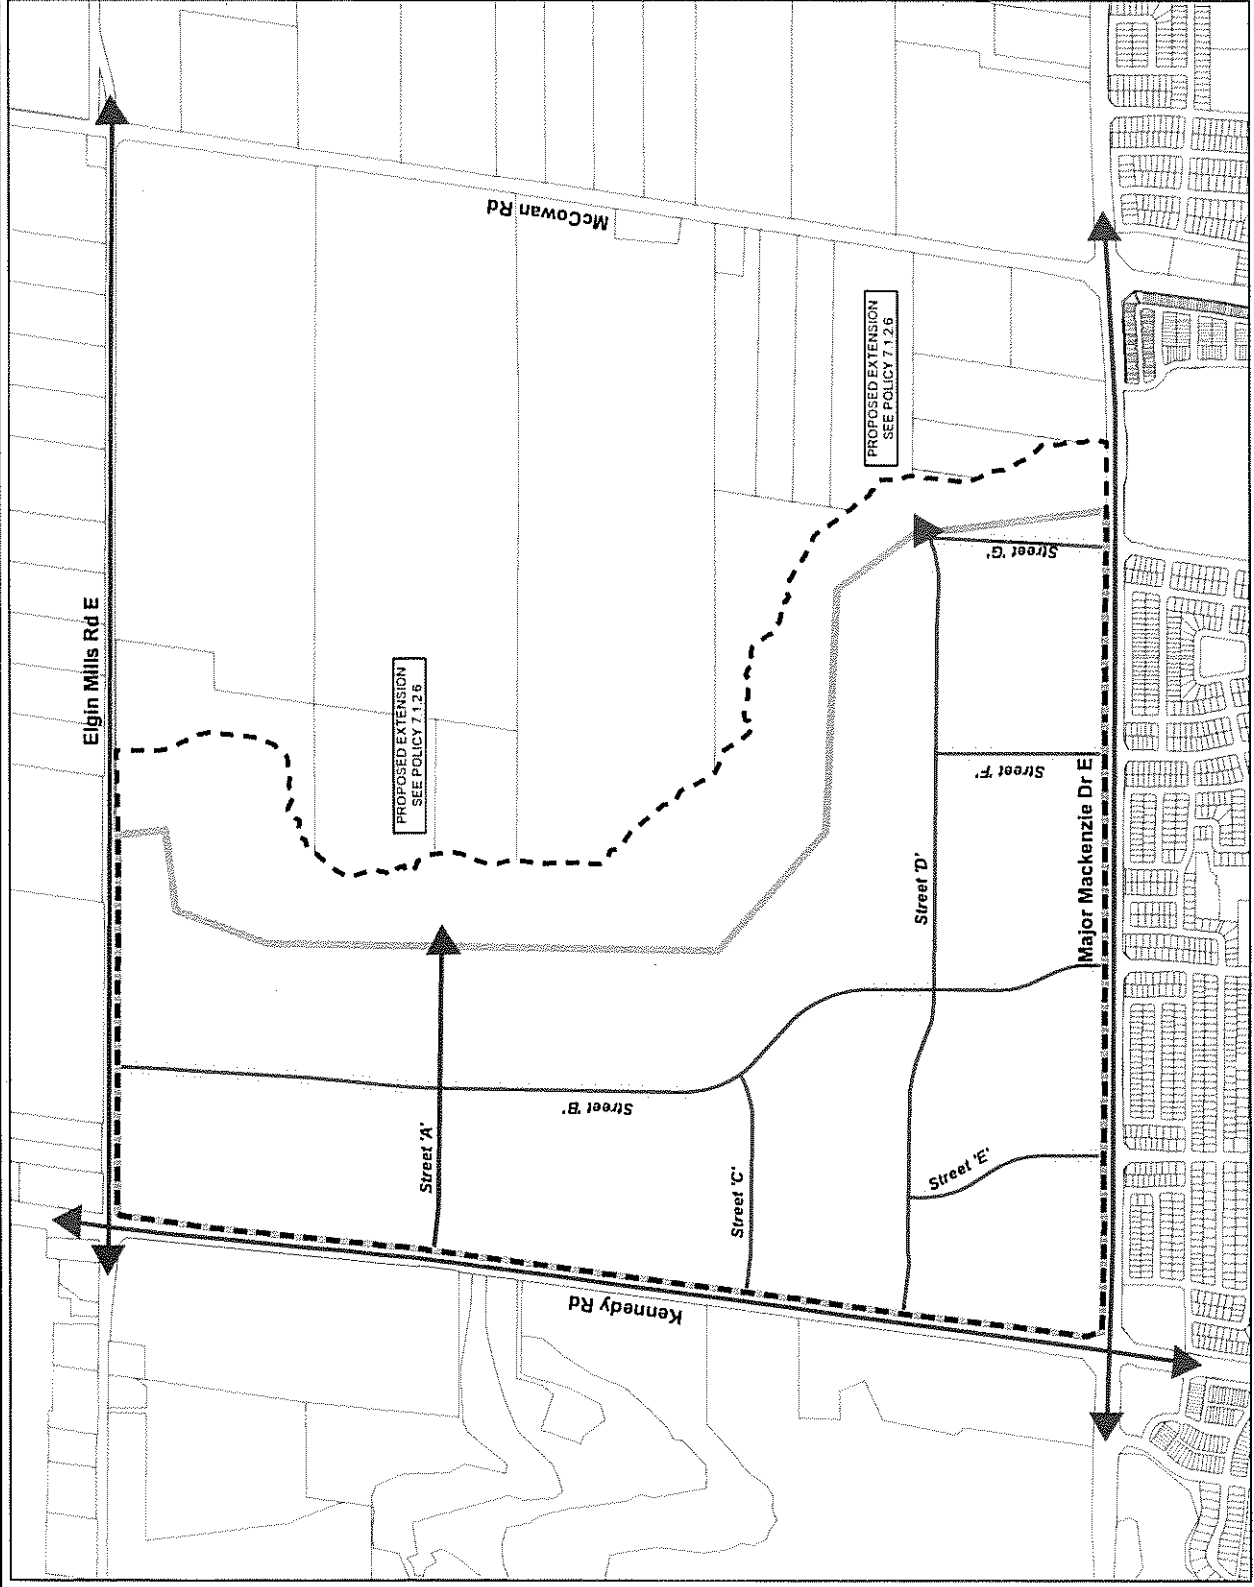 Elgin Mills Rd E
McCowan Rd
PROPOSED EXTENSION
SEE POLICY 7.1.2.6
PROPOSED EXTENSION
SEE POLICY 7.1.2.6
Street 'G'
Street 'F'
Major Mackenzie Dr E
Street 'D'
Street 'B'
Street 'A'
Street 'C'
Street 'E'
Kennedy Rd